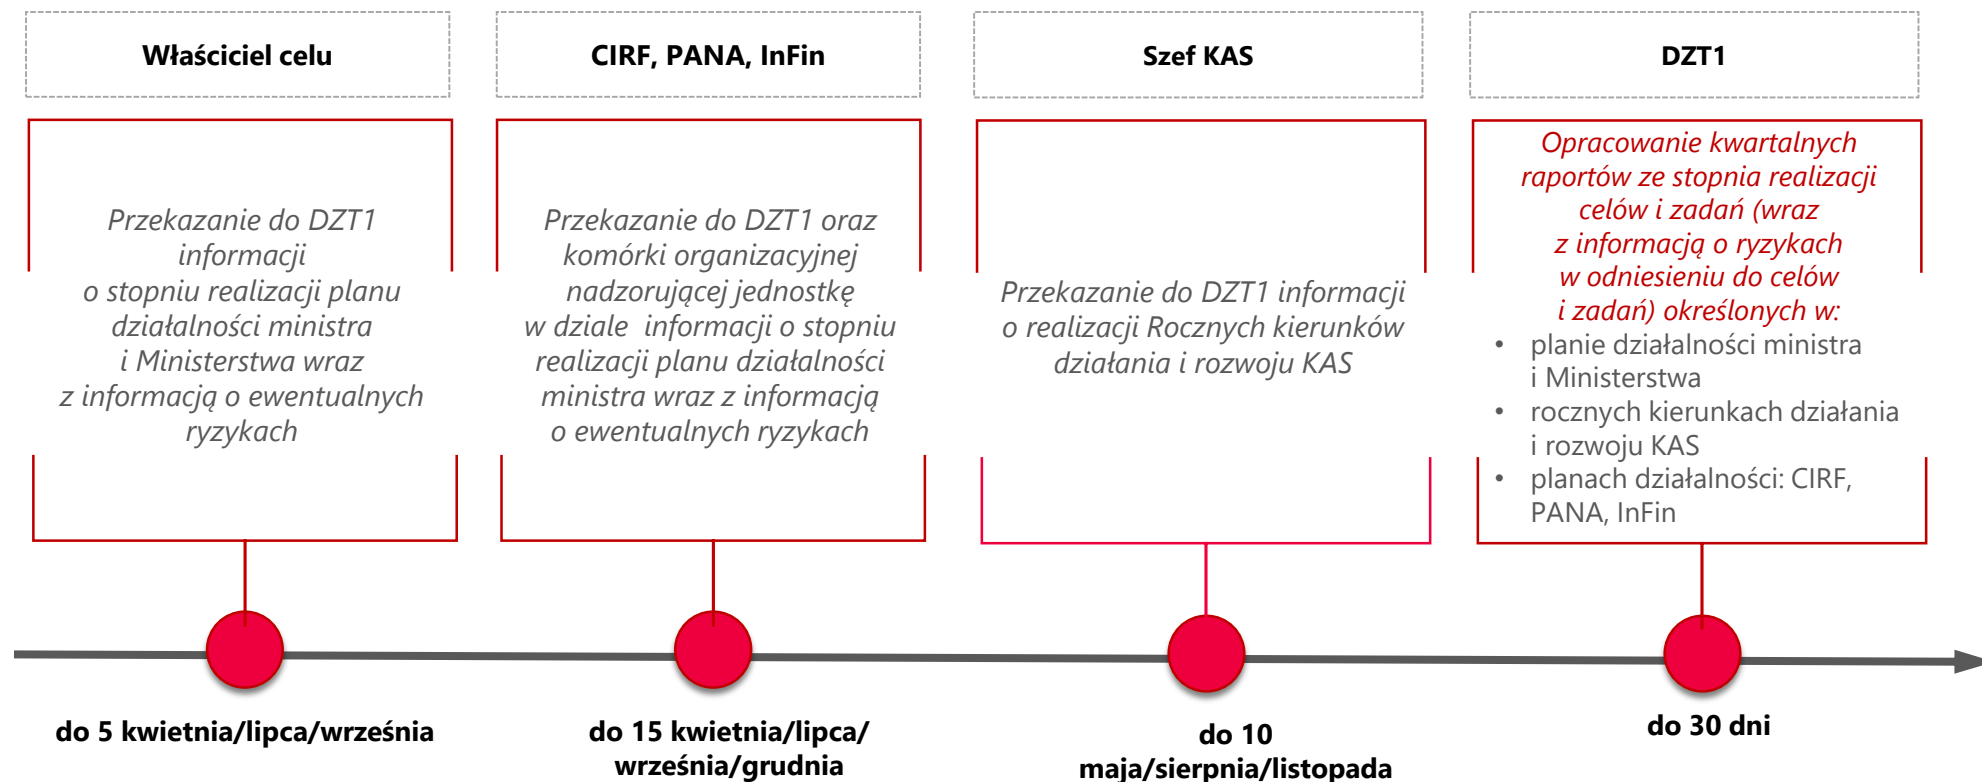 Właściciel celu
Przekazanie do DZT1
informacji
o stopniu realizacji planu
działalności ministra
i Ministerstwa wraz
z informacją o ewentualnych
ryzykach
do 5 kwietnia/lipca/września
CIRF, PANA, InFin
Przekazanie do DZT1 oraz
komórki organizacyjnej
nadzorującej jednostkę
w dziale informacji o stopniu
realizacji planu działalności
ministra wraz z informacją
o ewentualnych ryzykach
do 15 kwietnia/lipca/
września/grudnia
Szef KAS
Przekazanie do DZT1 informacji
o realizacji Rocznych kierunków
działania i rozwoju KAS
do 10
maja/sierpnia/listopada
DZT1
Opracowanie kwartalnych
raportów ze stopnia realizacji
celów i zadań (wraz
z informacją o ryzykach
w odniesieniu do celów
i zadań) określonych w:
• planie działalności ministra
i Ministerstwa
• rocznych kierunkach działania
i rozwoju KAS
• planach działalności: CIRF,
PANA, InFin
do 30 dni